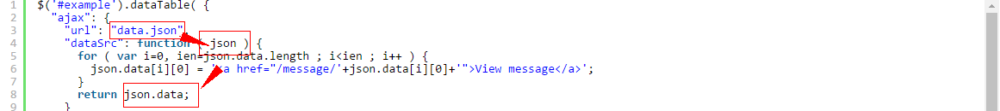 1 $('#example').dataTable( {
2 "ajax": {
3 "url": "data.json"
4 "dataSrc": function ( json ) {
5 for ( var i=0, ien=json.data.length ; i<ien ; i++ ) {
6 json.data[i][0] = '<a href="/message/'+json.data[i][0]+'">View message</a>';
7 }
8 return json.data;
9 }